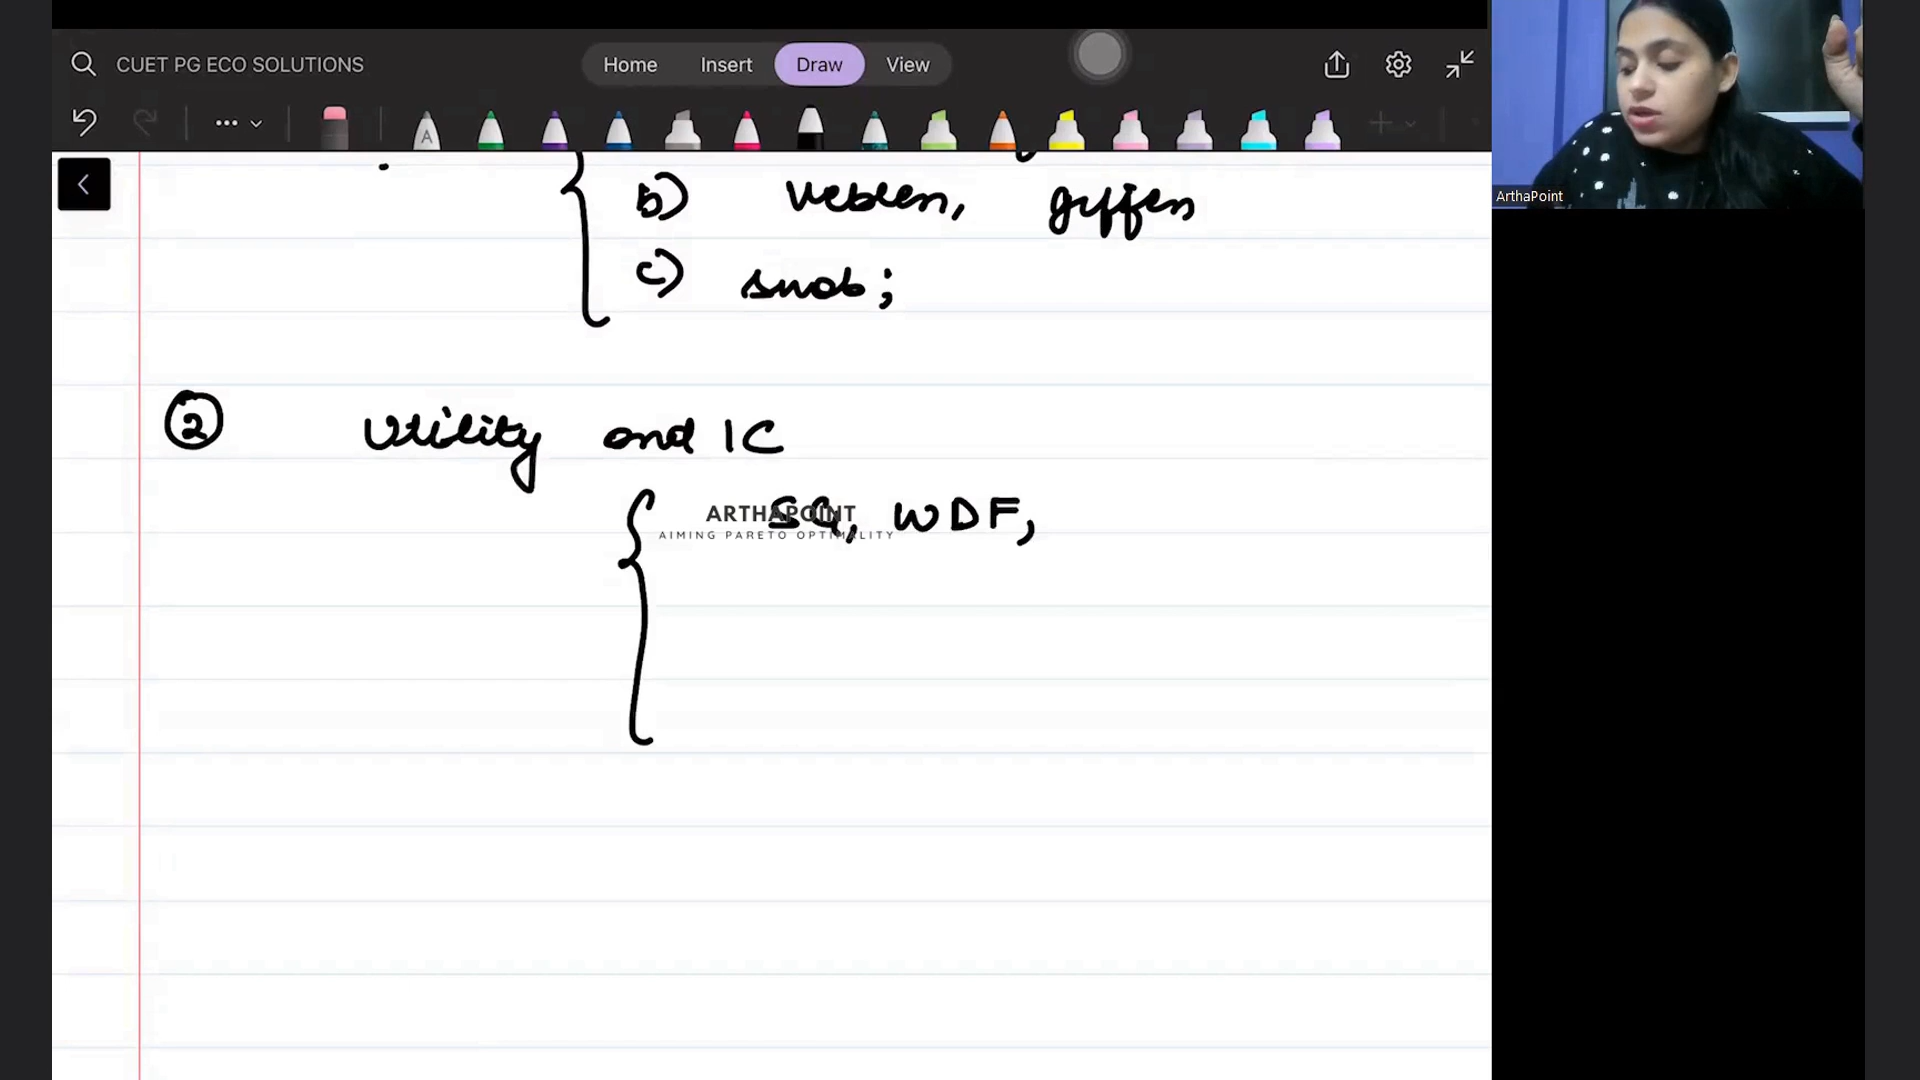 CUET PG ECO SOLUTIONS
Home Insert Draw View
A
ArthaPoint
b) Veblen, giffen
c) snob;
② Utility and IC
SQ, WDF,
ARTHAPOINT
AIMING PARETO OPTIMALITY